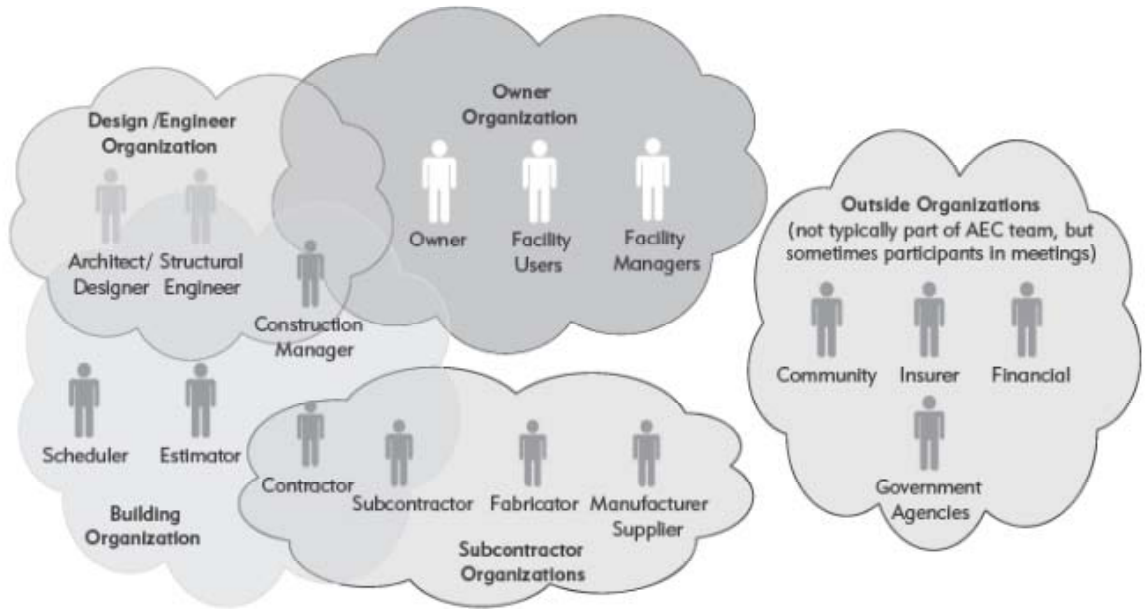 Design /Engineer
Organization
Architect/
Designer
Structural
Engineer
Owner
Organization
Owner
Facility
Users
Facility
Managers
Construction
Manager
Scheduler
Estimator
Building
Organization
Contractor
Subcontractor
Fabricator
Manufacturer
Supplier
Subcontractor
Organizations
Outside Organizations
(not typically part of AEC team, but
sometimes participants in meetings)
Community
Insurer
Financial
Government
Agencies